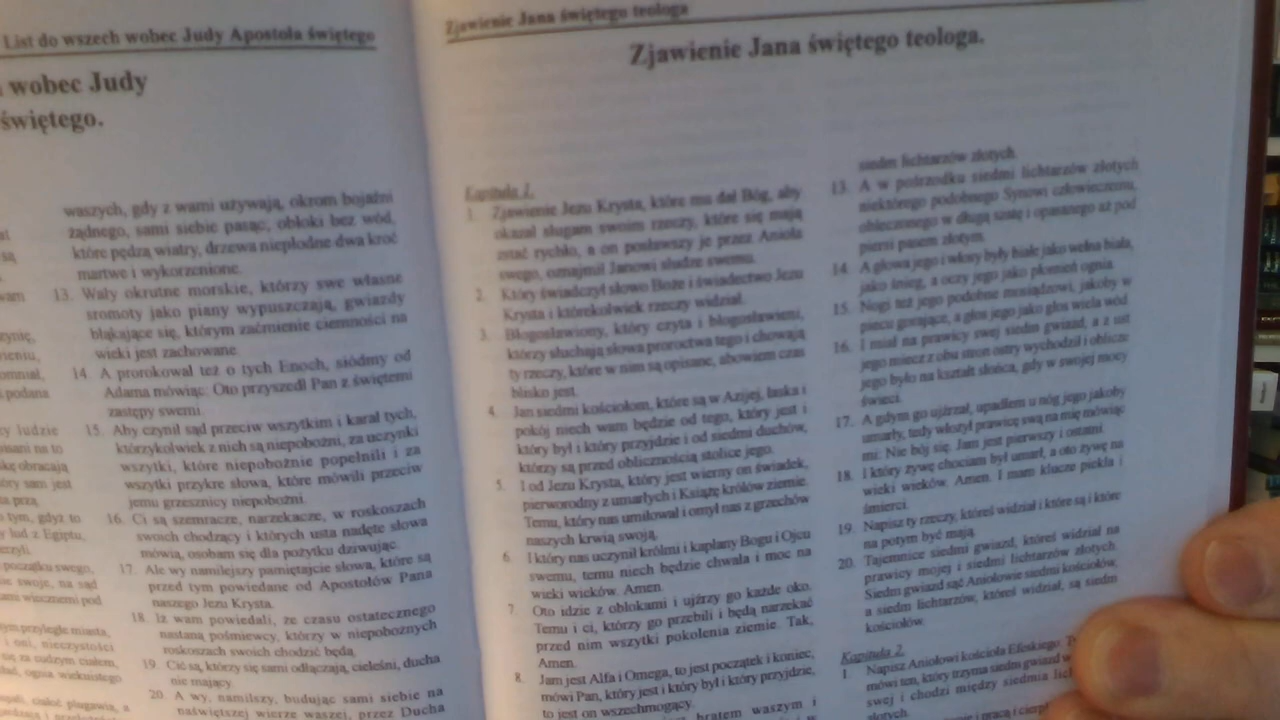 List do wszech wobec Judy Apostoła świętego
wobec Judy
świętego.
waszych, gdy z wami używają, okrom bojaźni
żadnego, sami siebie pasąc, obłoki bez wód,
które pędzą wiatry, drzewa niepłodne dwa kroć
martwe i wykorzenione.
13. Wały okrutne morskie, którzy swe własne
sromoty jako piany wypuszczają, gwiazdy
błąkające się, którym zaćmienie ciemności na
wieki jest zachowane.
14. A prorokował też o tych Enoch, siódmy od
Adama mówiąc: Oto przyszedł Pan z świętemi
zastępy swemi.
15. Aby czynił sąd przeciw wszytkim i karał tych,
którzykolwiek z nich są niepobożni, za uczynki
wszytki, które niepobożnie popełnili i za
wszytki przykre słowa, które mówili przeciw
jemu grzesznicy niepobożni.
16. Ci są szemracze, narzekacze, w roskoszach
swoich chodzący i których usta nadęte słowa
mówią, osobam się dla pożytku dziwując.
17. Ale wy namilejszy pamiętajcie słowa, które są
przed tym powiedane od Apostołów Pana
naszego Jezu Krysta.
18. Iż wam powiedali, że czasu ostatecznego
nastaną pośmiewcy, którzy w niepobożnych
roskoszach swoich chodzić będą.
19. Cić są, którzy się sami odłączają, cieleśni, ducha
nie mający.
20. A wy, namilszy, budując sami siebie na
naświętszej wierze waszej, przez Ducha
Zjawienie Jana świętego teologa
Zjawienie Jana świętego teologa.
Kapitula 1.
1. Zjawienie Jezu Krysta, które mu dał Bóg, aby
okazał sługam swoim rzeczy, które się mają
zstać rychło, a on posławszy je przez Anioła
swego, oznajmił Janowi słudze swemu.
2. Który świadczył słowo Boże i świadectwo Jezu
Krysta i którekolwiek rzeczy widział.
3. Błogosławiony, który czyta i błogosławieni,
którzy słuchają słowa proroctwa tego i chowają
ty rzeczy, które w nim są opisane, abowiem czas
blisko jest.
4. Jan siedmi kościołom, które są w Azijej, łaska i
pokój niech wam będzie od tego, który jest i
który był i który przyjdzie i od siedmi duchów,
którzy są przed oblicznością stolice jego.
5. I od Jezu Krysta, który jest wierny on świadek,
pierworodny z umarłych i Książę królów ziemie.
Temu, który nas umiłował i omył nas z grzechów
naszych krwią swoją.
6. I który nas uczynił królmi i kapłany Bogu i Ojcu
swemu, temu niech będzie chwała i moc na
wieki wieków. Amen.
7. Oto idzie z obłokami i ujźrzy go każde oko.
Temu i ci, którzy go przebili i będą narzekać
przed nim wszytki pokolenia ziemie. Tak,
Amen.
8. Jam jest Alfa i Omega, to jest początek i koniec,
mówi Pan, który jest i który był i który przyjdzie,
to jest on wszechmogący.
bratem waszym i
siedm lichtarzów złotych.
13. A w pośrzodku siedmi lichtarzów złotych
niektórego podobnego Synowi człowieczemu,
obleczonego w długą szatę i opasanego aż pod
piersi pasem złotym.
14. A głowa jego i włosy były białe jako wełna biała,
jako śnieg, a oczy jego jako płomień ognia.
15. Nogi też jego podobne mosiądzowi, jakoby w
piecu gorające, a głos jego jako głos wiela wód.
16. I miał na prawicy swej siedm gwiazd, a z ust
jego miecz z obu stron ostry wychodził i oblicze
jego było na kształt słońca, gdy w swojej mocy
świeci.
17. A gdym go ujźrzał, upadłem u nóg jego jakoby
umarły, tedy włożył prawicę swą na mię mówiąc
mi: Nie bój się. Jam jest pierwszy i ostatni.
18. I który żywę chociam był umarł, a oto żywę na
wieki wieków. Amen. I mam klucze piekła i
śmierci.
19. Napisz ty rzeczy, któreś widział i które są i które
na potym być mają.
20. Tajemnice siedmi gwiazd, któreś widział na
prawicy mojej i siedmi lichtarzów złotych.
Siedm gwiazd sąć Aniołowie siedmi kościołów,
a siedm lichtarzów, któreś widział, są siedm
kościołów.
Kapitula 2.
1. Napisz Aniołowi kościoła Efeskiego:
mówi ten, który trzyma siedm gwiazd w
swej i chodzi między siedmia
złotych.